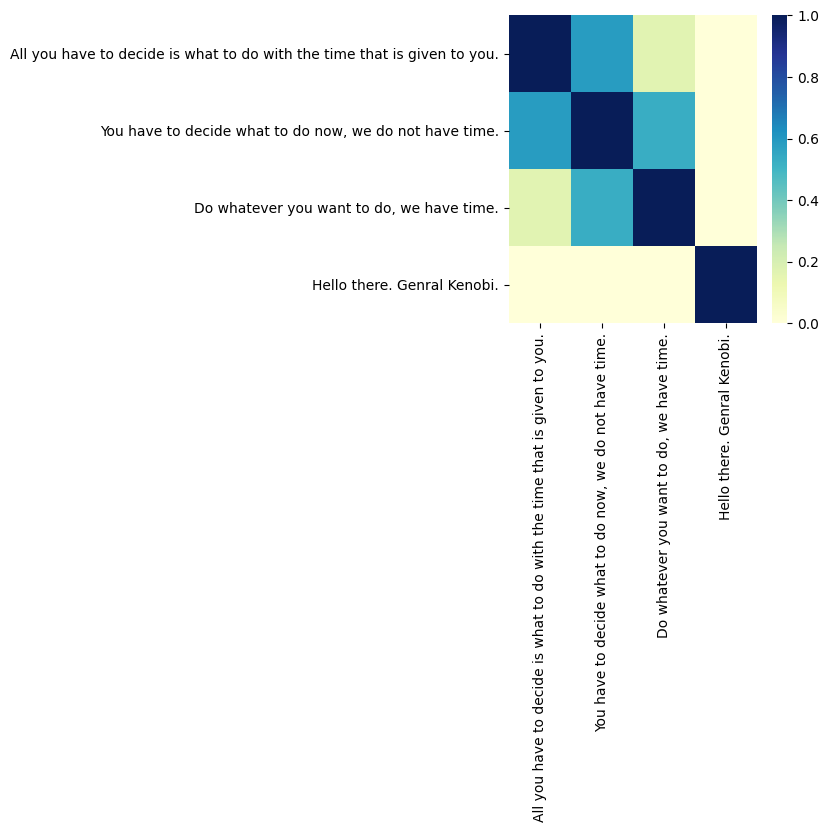 All you have to decide is what to do with the time that is given to you.
You have to decide what to do now, we do not have time.
Do whatever you want to do, we have time.
Hello there. Genral Kenobi.
1.0
0.8
0.6
0.4
0.2
0.0
All you have to decide is what to do with the time that is given to you.
You have to decide what to do now, we do not have time.
Do whatever you want to do, we have time.
Hello there. Genral Kenobi.